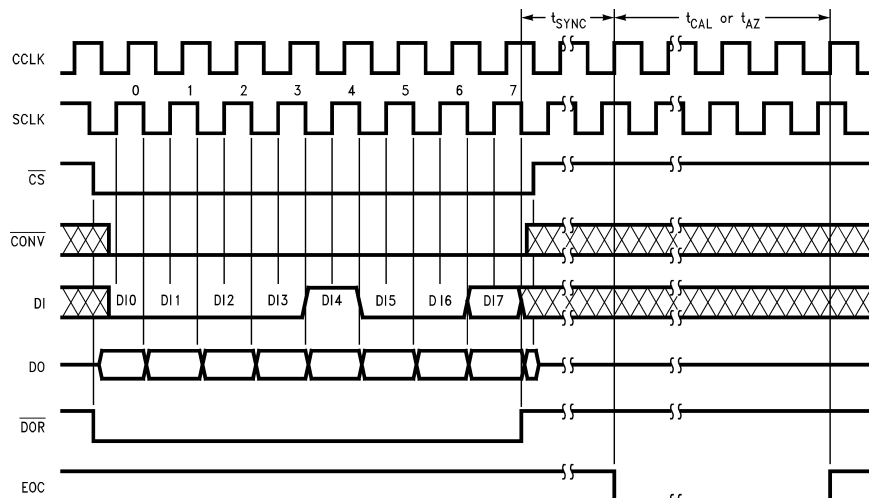 tSYNC tCAL or tAZ
CCLK
0 1 2 3 4 5 6 7
SCLK
CS
CONV
DI DI0 DI1 DI2 DI3 DI4 DI5 DI6 DI7
DO
DOR
EOC